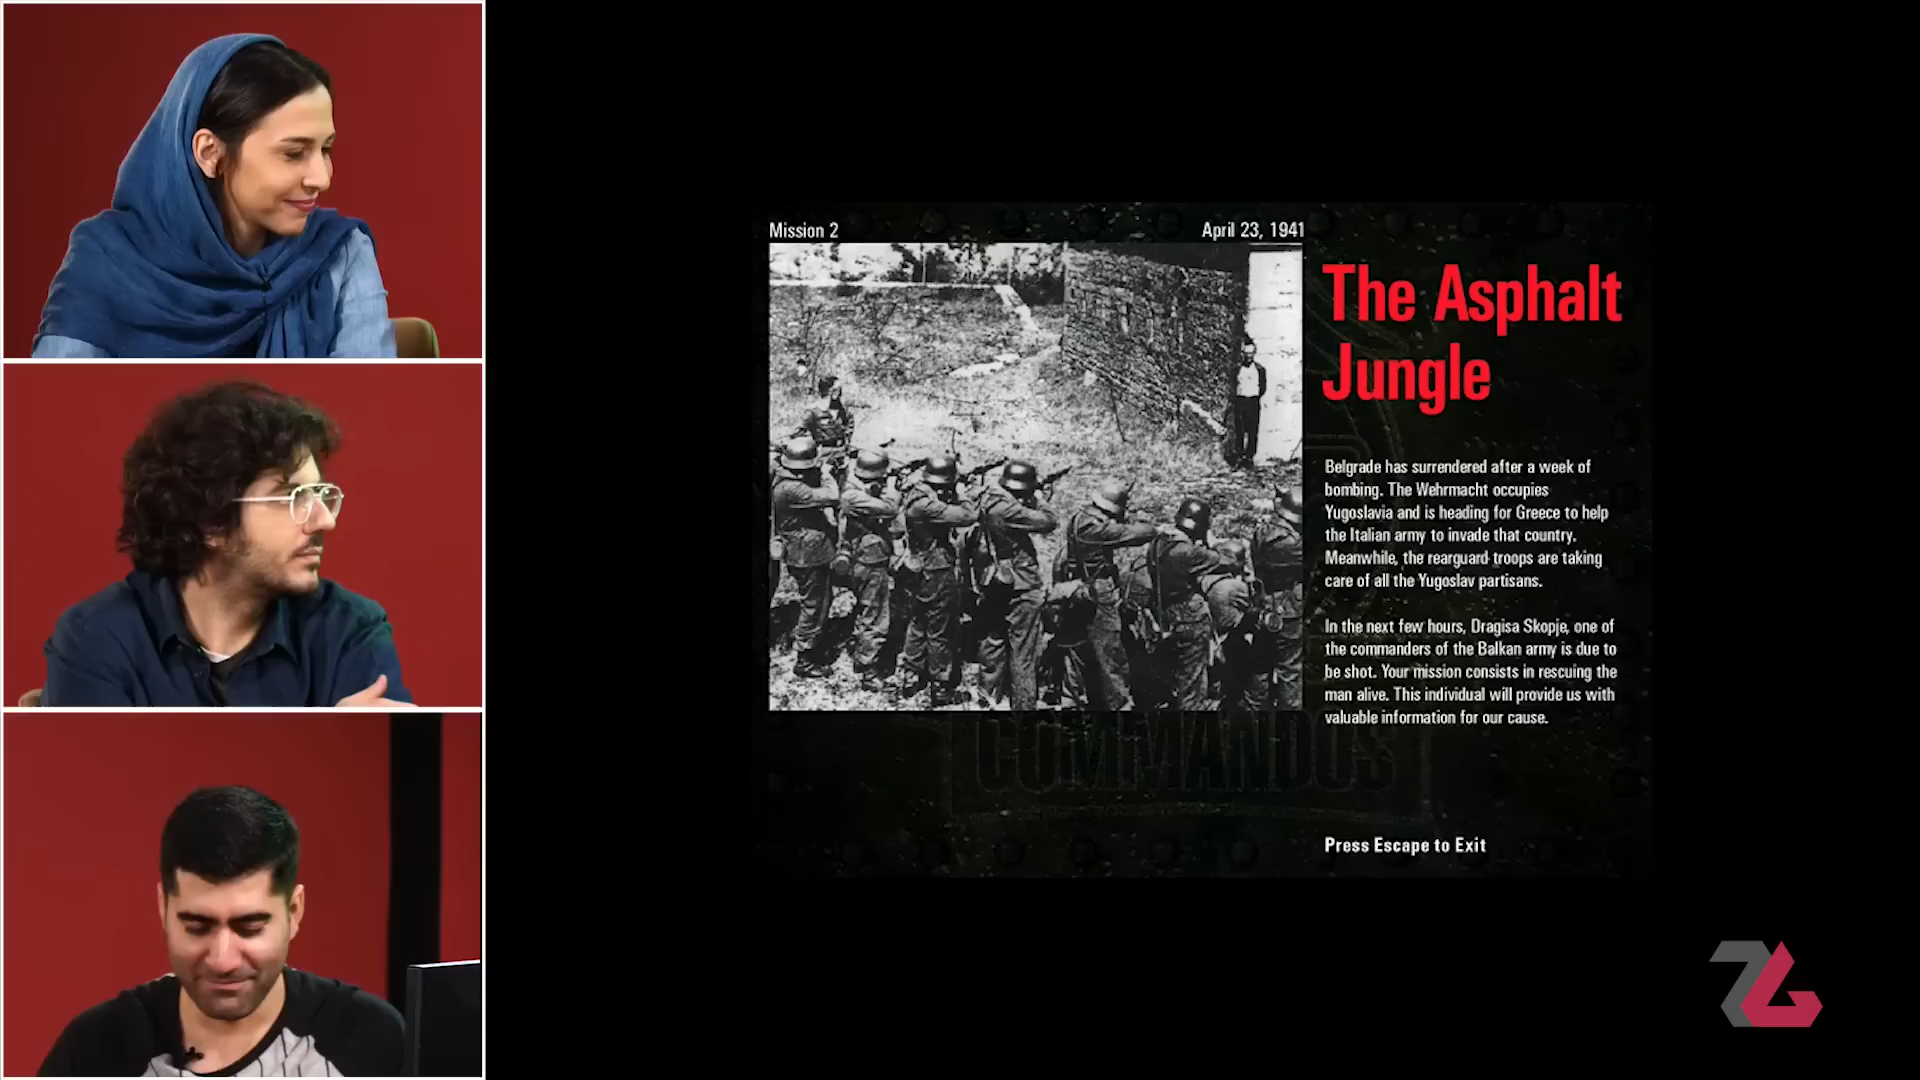 Mission 2
April 23, 1941
The Asphalt
Jungle
Belgrade has surrendered after a week of
bombing. The Wehrmacht occupies
Yugoslavia and is heading for Greece to help
the Italian army to invade that country.
Meanwhile, the rearguard troops are taking
care of all the Yugoslav partisans.
In the next few hours, Dragisa Skopje, one of
the commanders of the Balkan army is due to
be shot. Your mission consists in rescuing the
man alive. This individual will provide us with
valuable information for our cause.
COMMANDOS
Press Escape to Exit